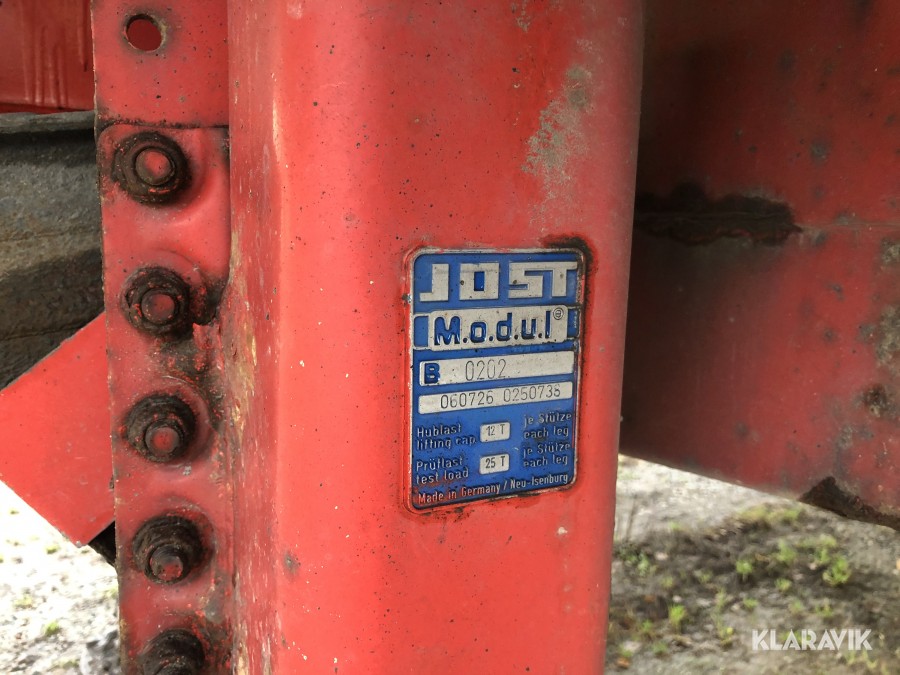 JOST
M.o.d.u.l ®
B 0202
060726 0250735
Hublast 12 T je Stütze
lifting cap each leg
Prüflast 25 T je Stütze
test load each leg
Made in Germany / Neu-Isenburg
KLARAVIK